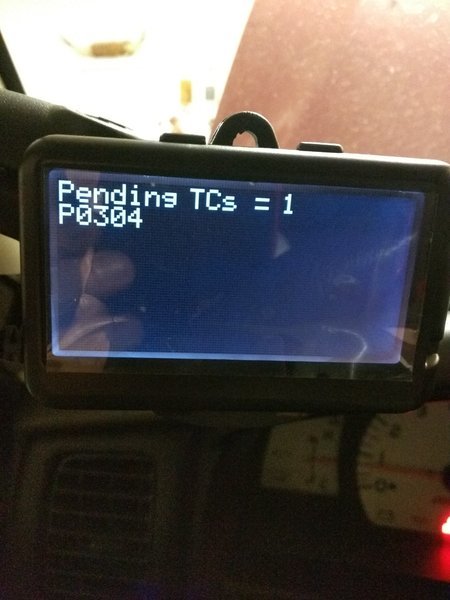 Pending TCs = 1
P0304